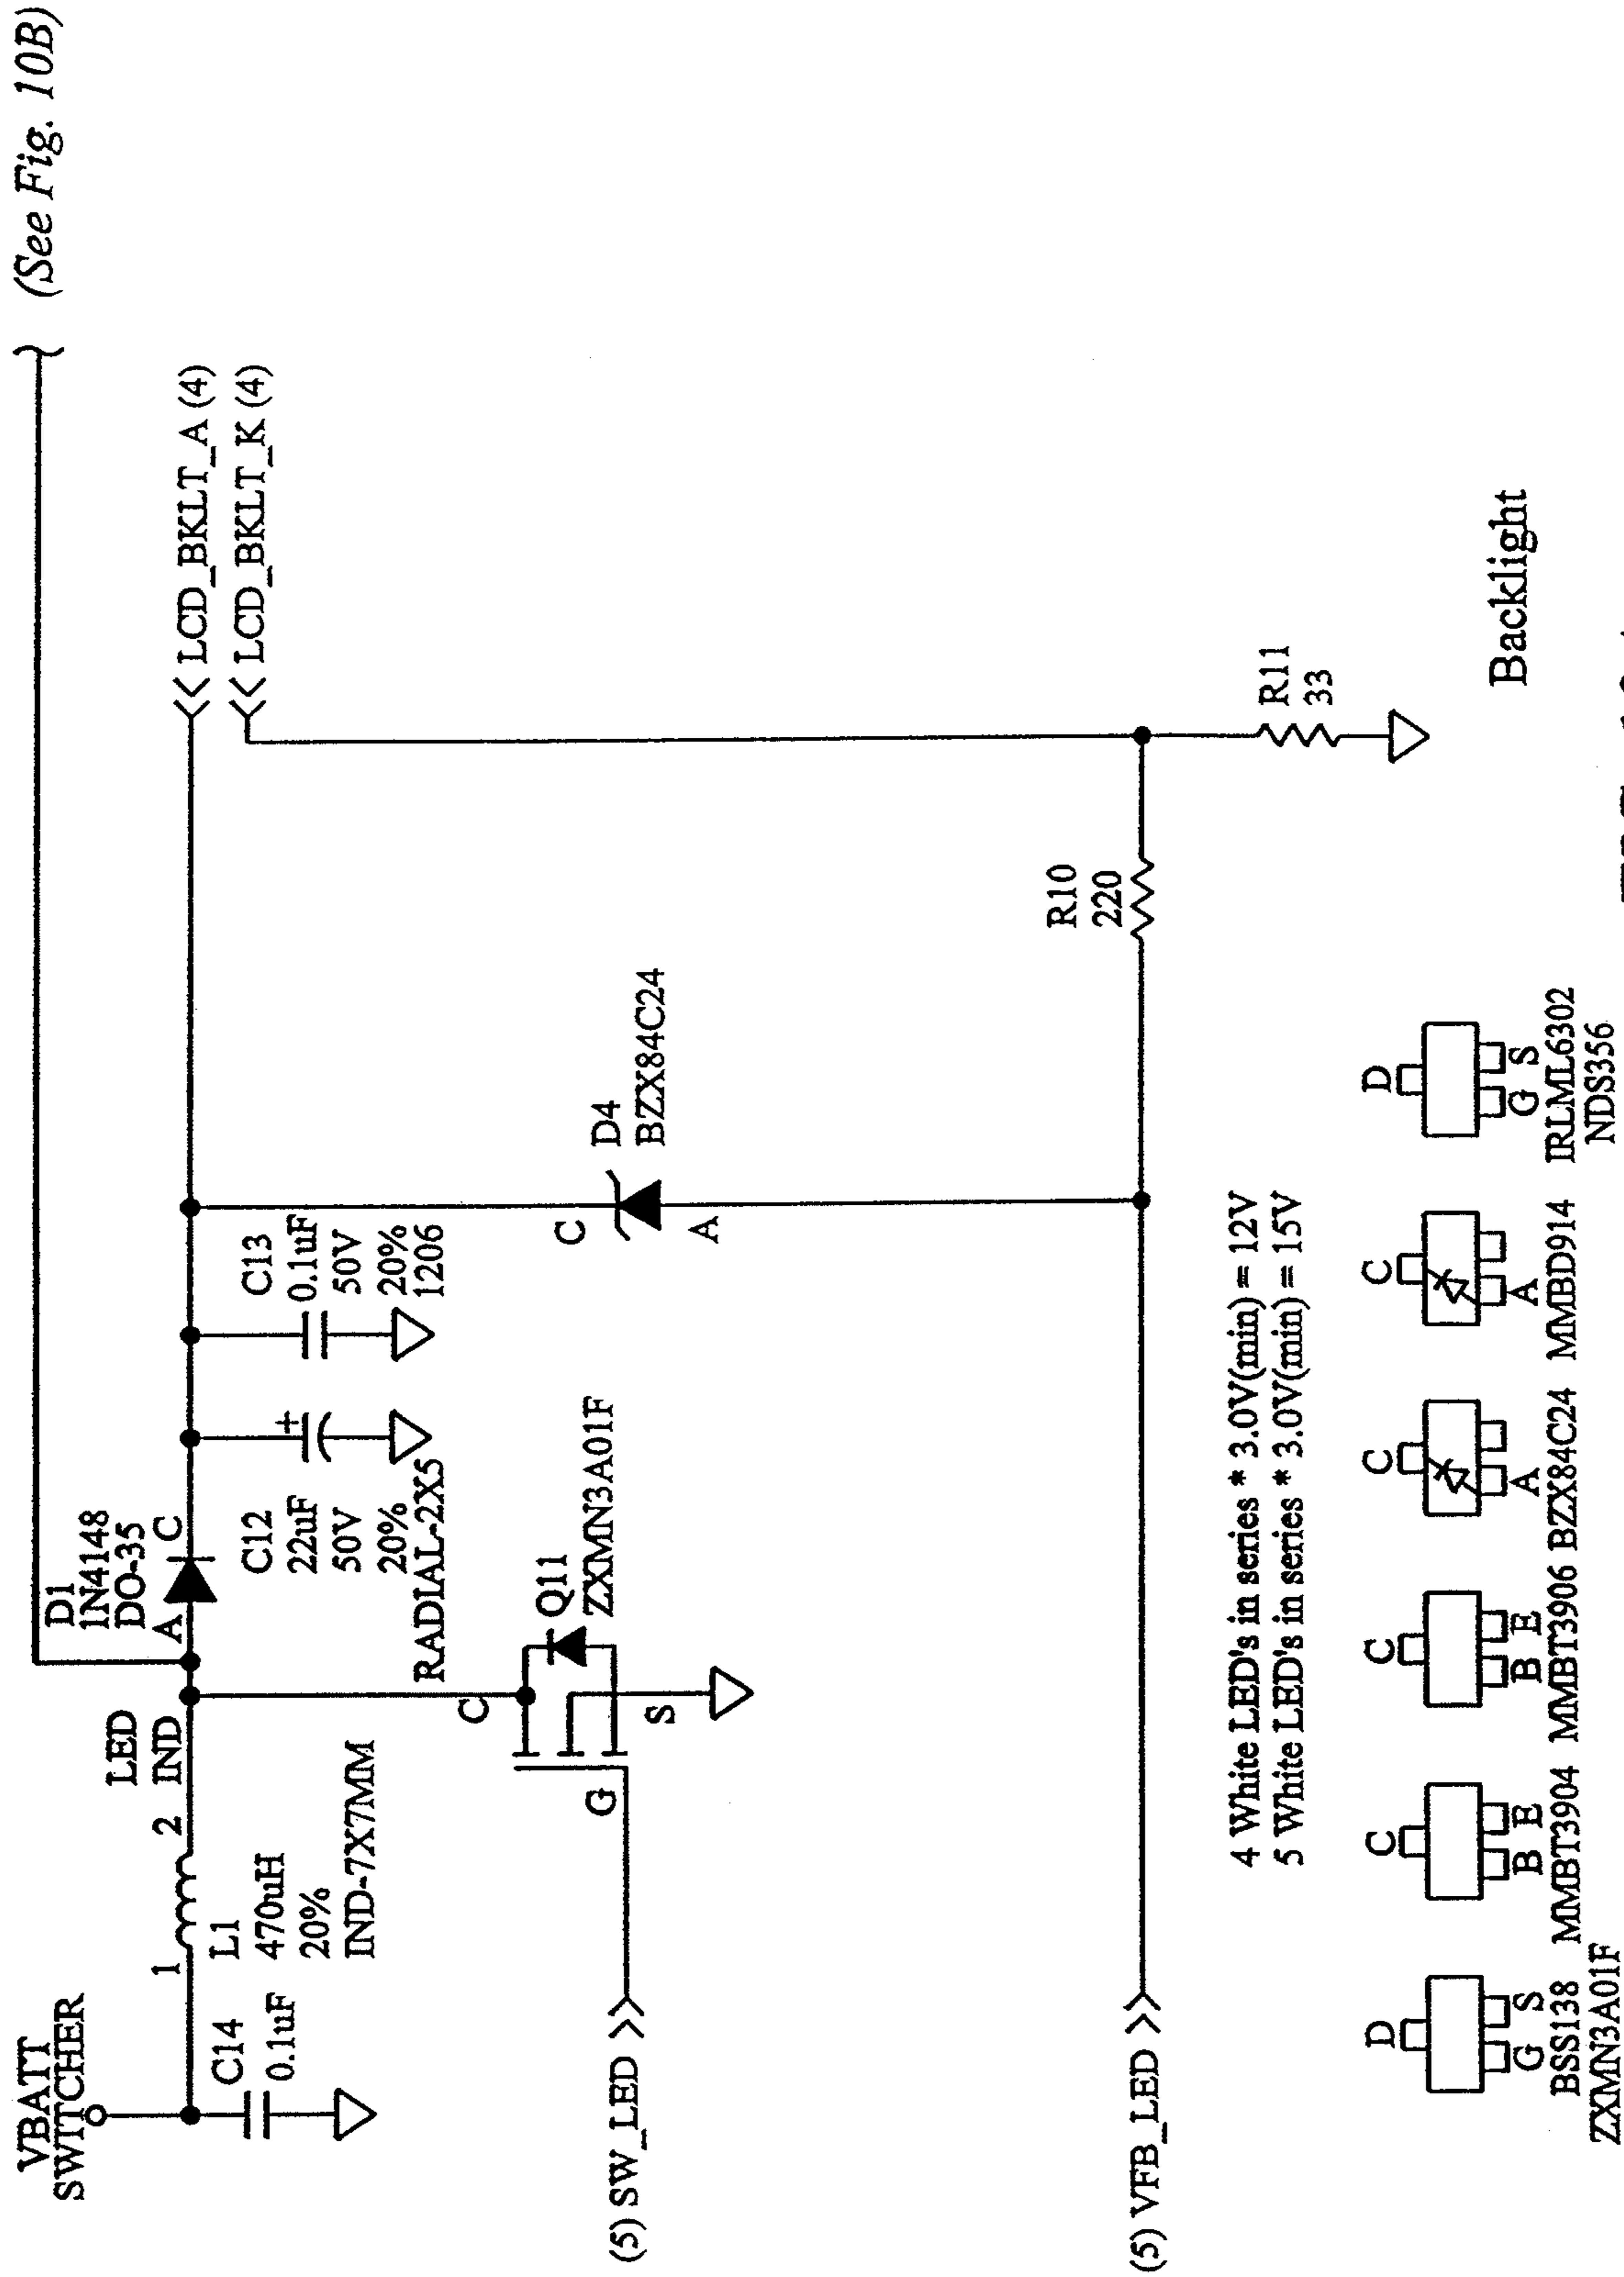 (See Fig. 10B)
VBATT
SWITCHER
C14
0.1uF
1
L1
470uH
20%
IND-7X7MM
2
LED
IND
D1
1N4148
DO-35
A
C
C12
22uF
50V
20%
RADIAL-2X5
+
C13
0.1uF
50V
20%
1206
<< LCD_BKLT_A (4)
<< LCD_BKLT_K (4)
C
G
S
Q11
ZXMN3A01F
(5) SW_LED >>
C
A
D4
BZX84C24
R10
220
R11
33
(5) VFB_LED >>
4 White LED's in series * 3.0V(min) = 12V
5 White LED's in series * 3.0V(min) = 15V
Backlight
D
G S
BSS138
ZXMN3A01F
C
B E
MMBT3904
C
B E
MMBT3906
C
A
BZX84C24
C
A
MMBD914
D
G S
IRLML6302
NDS356